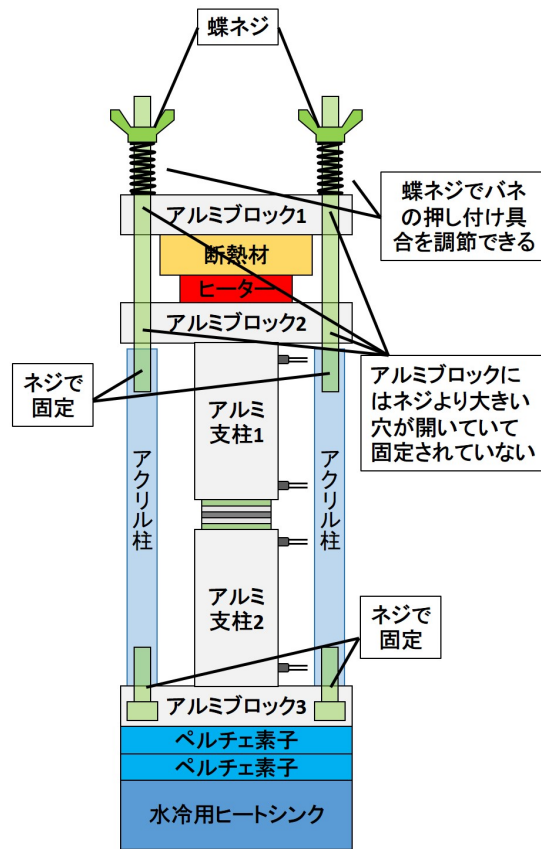 蝶ネジ
アルミブロック1
蝶ネジでバネ
の押し付け具
合を調節できる
断熱材
ヒーター
アルミブロック2
ネジで
固定
アルミブロックに
はネジより大きい
穴が開いていて
固定されていない
アルミ
支柱1
アクリル柱
アクリル柱
アルミ
支柱2
ネジで
固定
アルミブロック3
ペルチェ素子
ペルチェ素子
水冷用ヒートシンク